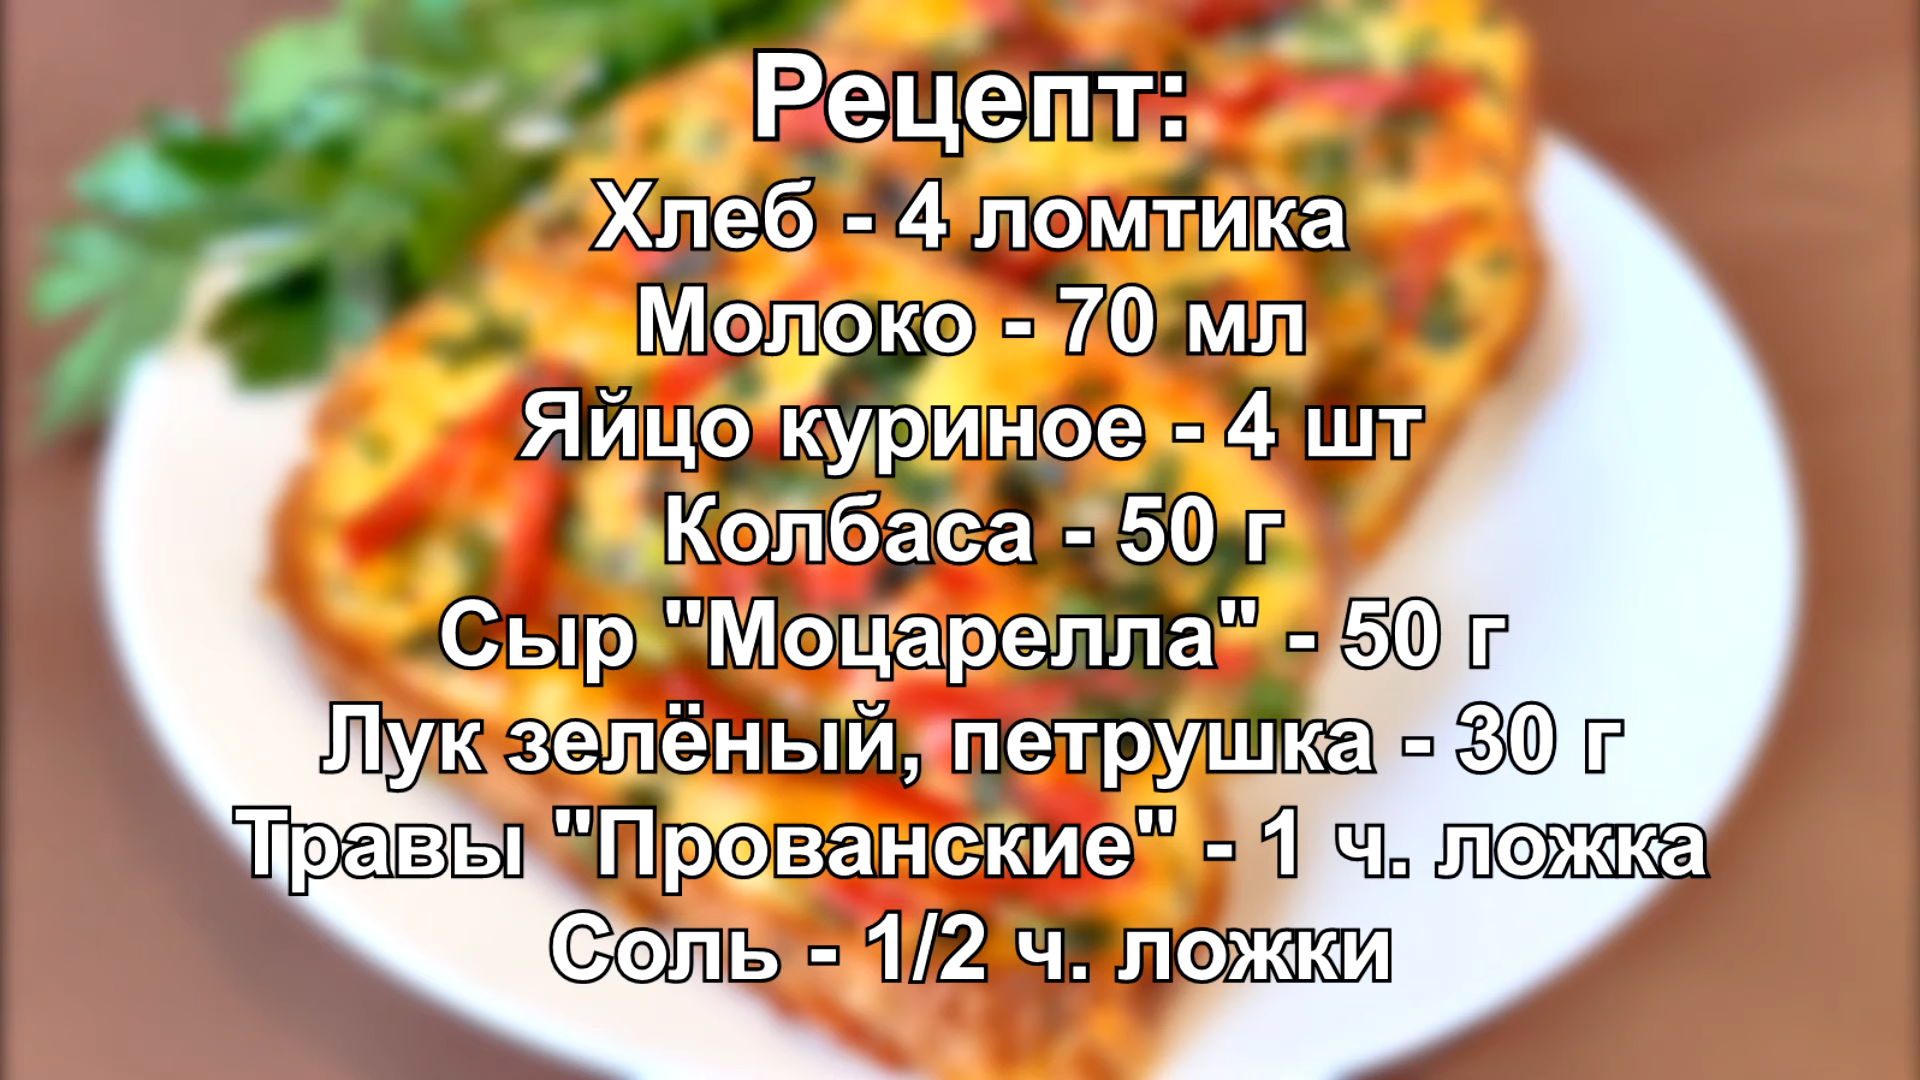 Рецепт:
Хлеб - 4 ломтика
Молоко - 70 мл
Яйцо куриное - 4 шт
Колбаса - 50 г
Сыр "Моцарелла" - 50 г
Лук зелёный, петрушка - 30 г
Травы "Прованские" - 1 ч. ложка
Соль - 1/2 ч. ложки